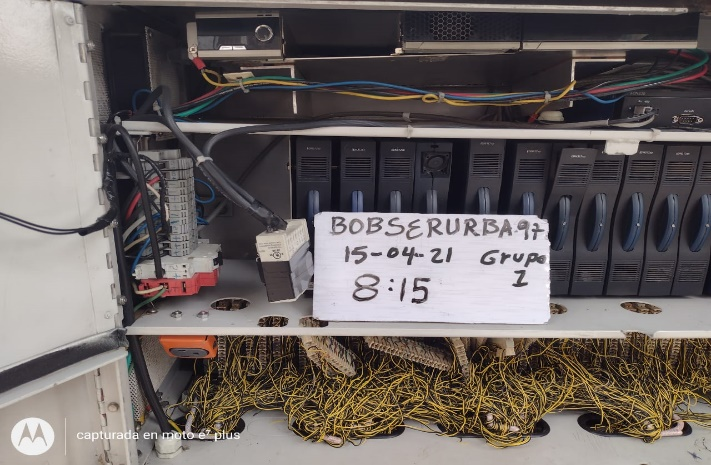 BOBSERURBA97
15-04-21 Grupo
1
8:15
capturada en moto e⁷ plus